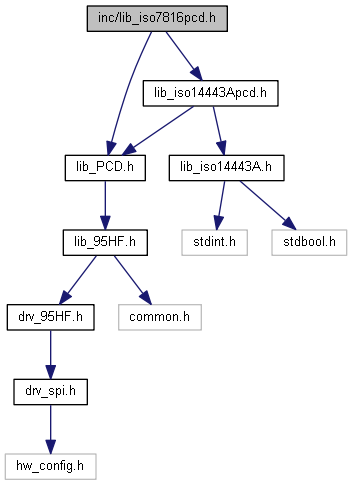 inc/lib_iso7816pcd.h
lib_iso14443Apcd.h
lib_PCD.h
lib_iso14443A.h
lib_95HF.h
stdint.h
stdbool.h
drv_95HF.h
common.h
drv_spi.h
hw_config.h